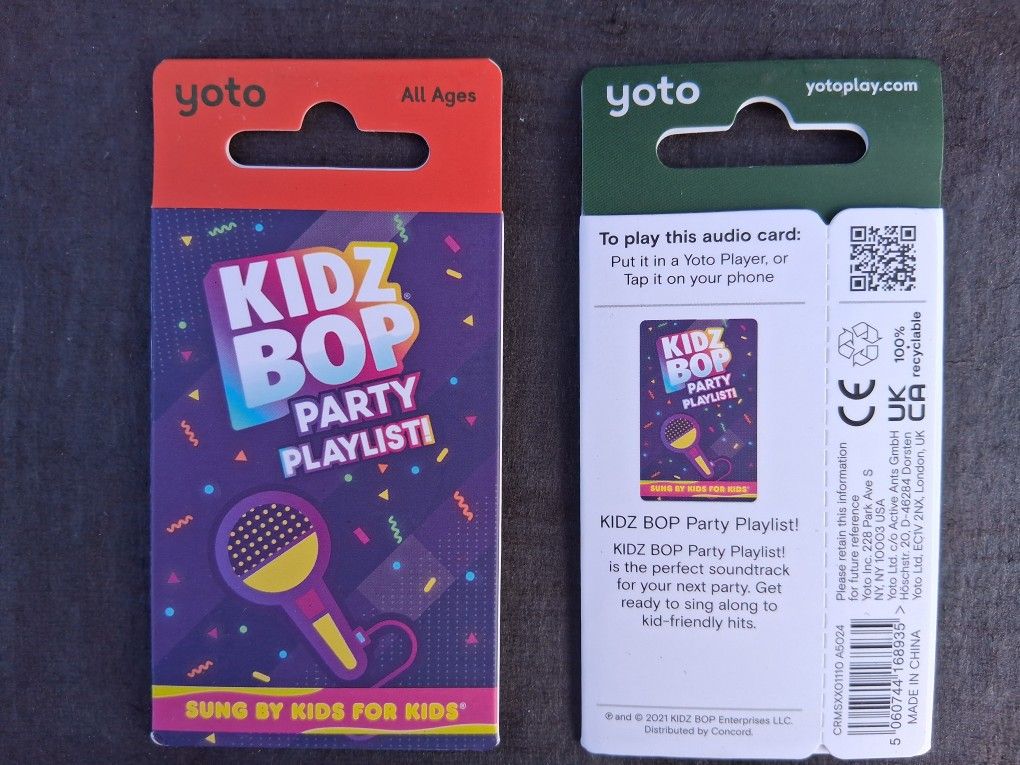 yoto
All Ages
KIDZ
BOP®
PARTY
PLAYLIST!
SUNG BY KIDS FOR KIDS®
yoto
yotoplay.com
To play this audio card:
Put it in a Yoto Player, or
Tap it on your phone
KIDZ
BOP
PARTY
PLAYLIST!
SUNG BY KIDS FOR KIDS®
KIDZ BOP Party Playlist!
KIDZ BOP Party Playlist!
is the perfect soundtrack
for your next party. Get
ready to sing along to
kid-friendly hits.
℗ and © 2021 KIDZ BOP Enterprises LLC.
Distributed by Concord.
CE
UK
CA
100%
recyclable
Please retain this information
for future reference
Yoto Inc. 228 Park Ave S
NY, NY 10003 USA
Yoto Ltd. c/o Active Ants GmbH
Höschstr. 20, D-46284 Dorsten
Yoto Ltd, EC1V 2NX, London, UK
CRMSXX01110 A5024
5 060744 168935 >
MADE IN CHINA